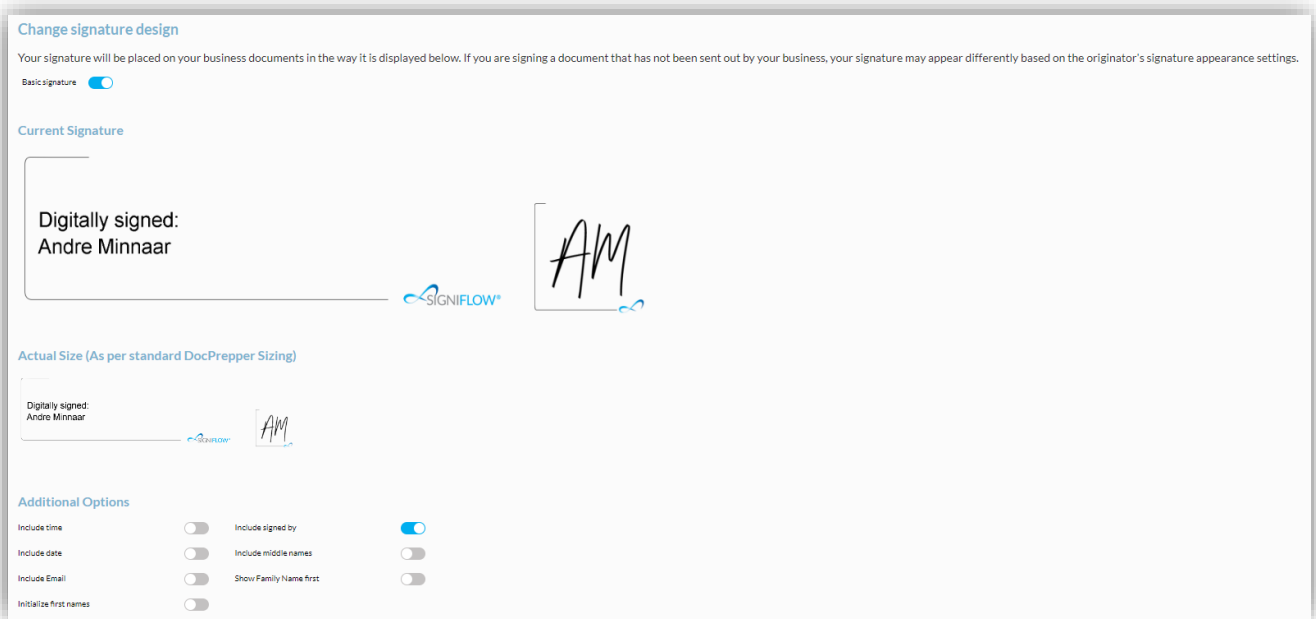 Change signature design
Your signature will be placed on your business documents in the way it is displayed below. If you are signing a document that has not been sent out by your business, your signature may appear differently based on the originator's signature appearance settings.
Basic signature
Current Signature
Digitally signed:
Andre Minnaar
SIGNIFLOW®
AM
Actual Size (As per standard DocPrepper Sizing)
Digitally signed:
Andre Minnaar
SIGNIFLOW
AM
Additional Options
Include time Include signed by
Include date Include middle names
Include Email Show Family Name first
Initialize first names